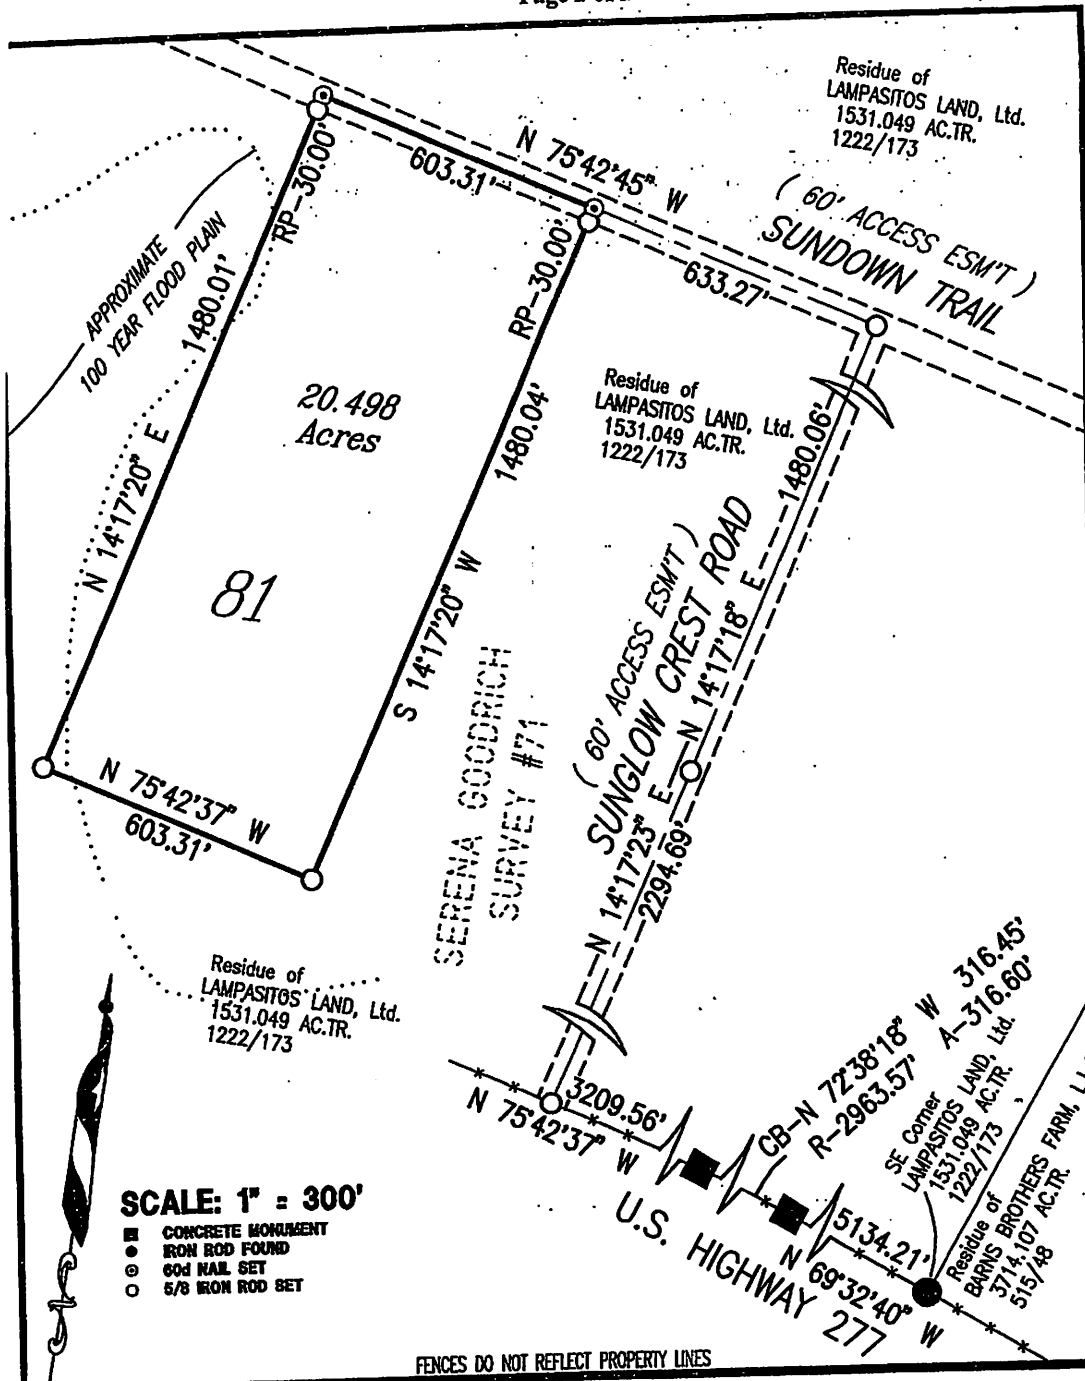 Residue of
LAMPASITOS LAND, Ltd.
1531.049 AC.TR.
1222/173
N 75°42'45" W
603.31'
( 60' ACCESS ESM'T )
SUNDOWN TRAIL
633.27'
RP-30.00'
RP-30.00'
APPROXIMATE
100 YEAR FLOOD PLAIN
1480.01'
N 14°17'20" E
20.498
Acres
81
1480.04'
S 14°17'20" W
Residue of
LAMPASITOS LAND, Ltd.
1531.049 AC.TR.
1222/173
1480.06'
N 14°17'18" E
( 60' ACCESS ESM'T )
SUNGLOW CREST ROAD
SERENA GOODRICH
SURVEY #71
N 14°17'23" E
2294.69'
N 75°42'37" W
603.31'
Residue of
LAMPASITOS LAND, Ltd.
1531.049 AC.TR.
1222/173
3209.56'
N 75°42'37" W
CB-N 72°38'18" W 316.45'
R-2963.57' A-316.60'
SE Corner
LAMPASITOS LAND, Ltd.
1531.049 AC.TR.
1222/173
Residue of
BARNS BROTHERS FARM,
3714.107 AC.TR.
515/48
5134.21'
N 69°32'40" W
U.S. HIGHWAY 277
SCALE: 1" = 300'
CONCRETE MONUMENT
IRON ROD FOUND
60d NAIL SET
5/8 IRON ROD SET
FENCES DO NOT REFLECT PROPERTY LINES